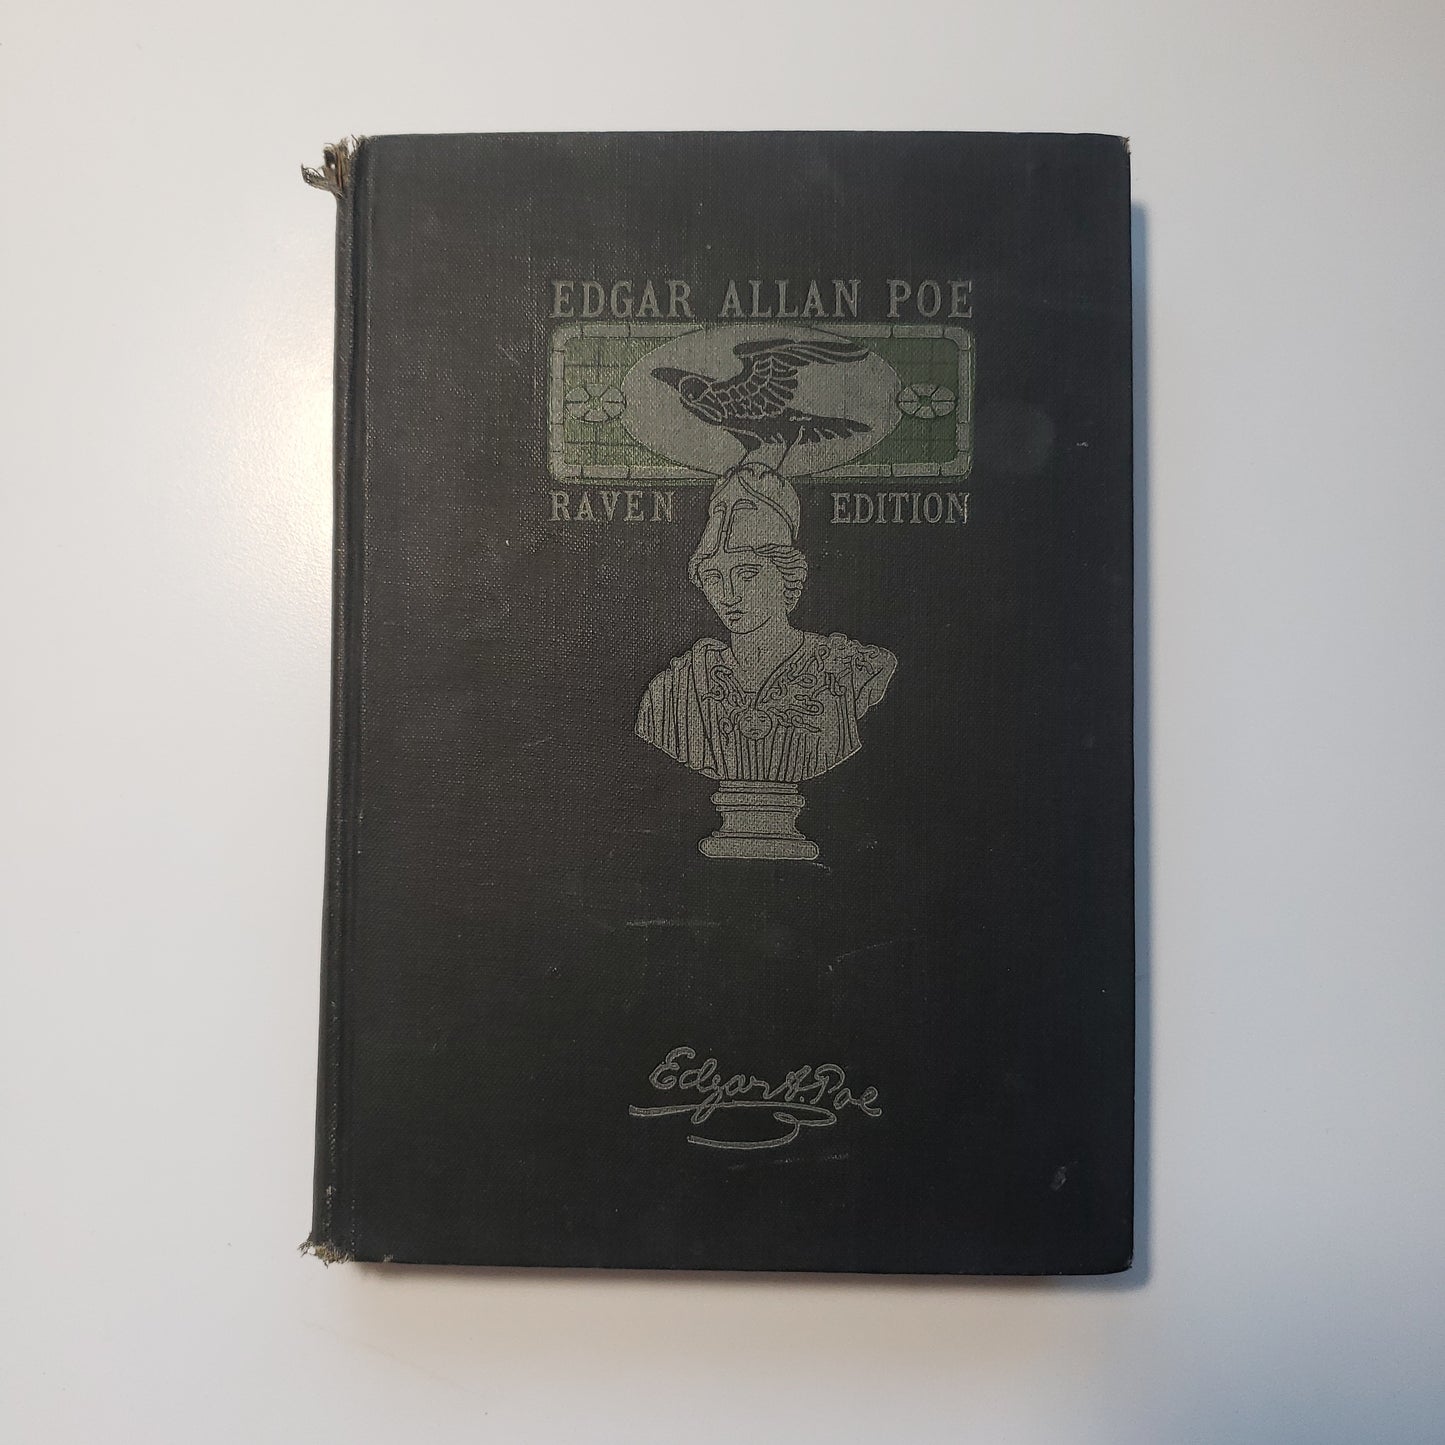 EDGAR ALLAN POE
RAVEN EDITION
Edgar A. Poe